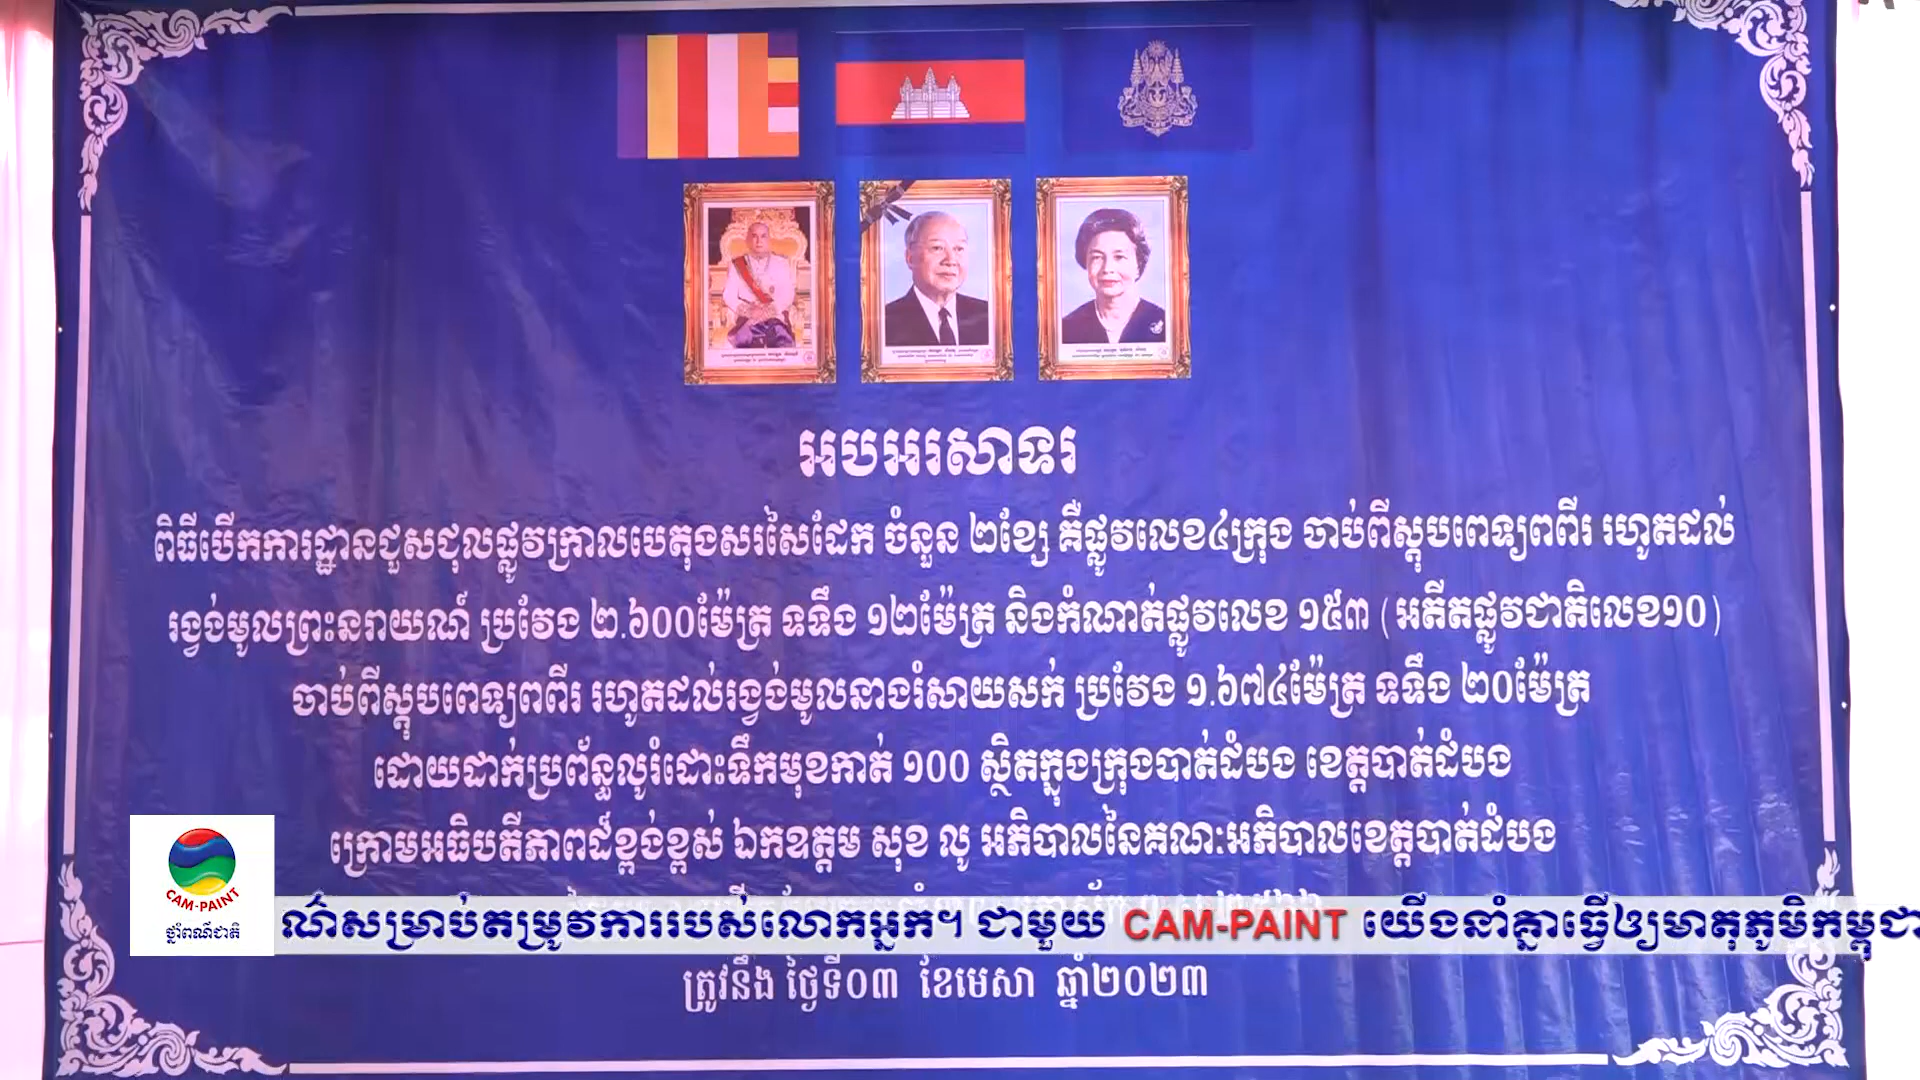 អបអរសាទរ
ពិធីបើកការដ្ឋានជួសជុលផ្លូវក្រាលបេតុងសរសៃដែក ចំនួន ២ខ្សែ គឺផ្លូវលេខ៤ក្រុង ចាប់ពីស្តុបពេទ្យពពីរ រហូតដល់
រង្វង់មូលព្រះនរាយណ៍ ប្រវែង ២.៦០០ម៉ែត្រ ទទឹង ១២ម៉ែត្រ និងកំណាត់ផ្លូវលេខ ១៥៣ (អតីតផ្លូវជាតិលេខ១០)
ចាប់ពីស្តុបពេទ្យពពីរ រហូតដល់រង្វង់មូលនាងរំសាយសក់ ប្រវែង ១.៦៧៤ម៉ែត្រ ទទឹង ២០ម៉ែត្រ
ដោយដាក់ប្រព័ន្ធលូរំដោះទឹកមុខកាត់ ១០០ ស្ថិតក្នុងក្រុងបាត់ដំបង ខេត្តបាត់ដំបង
ក្រោមអធិបតីភាពដ៏ខ្ពង់ខ្ពស់ ឯកឧត្តម សុខ លូ អភិបាលនៃគណៈអភិបាលខេត្តបាត់ដំបង
CAM-PAINT
ថ្នាំពណ៌ជាតិ
ណ៌សម្រាប់តម្រូវការរបស់លោកអ្នក។ ជាមួយ CAM-PAINT យើងនាំគ្នាធ្វើឲ្យមាតុភូមិកម្ពុជា
ត្រូវនឹង ថ្ងៃទី០៣ ខែមេសា ឆ្នាំ២០២៣